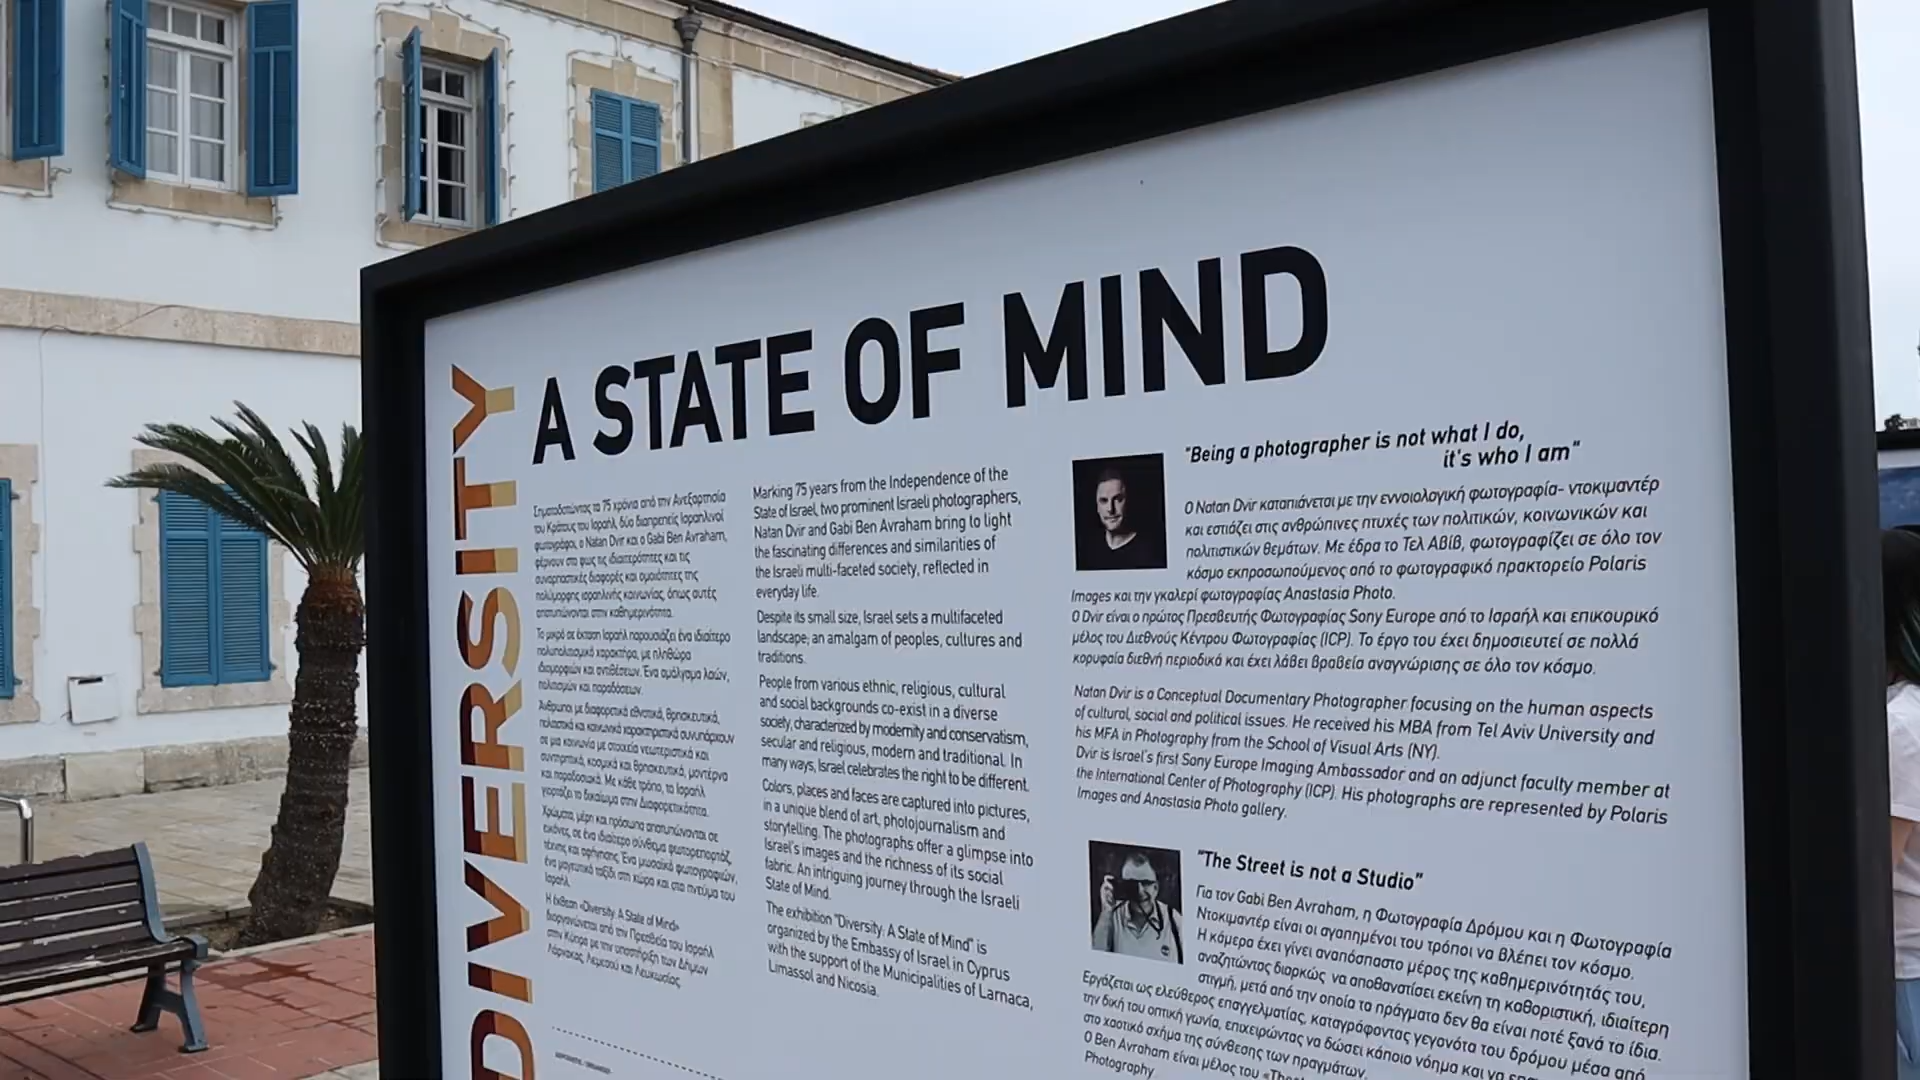 DIVERSITY
A STATE OF MIND
Σηματοδοτώντας τα 75 χρόνια από την Ανεξαρτησία
του Κράτους του Ισραήλ, δύο διαπρεπείς Ισραηλινοί
φωτογράφοι, ο Natan Dvir και ο Gabi Ben Avraham,
φέρνουν στο φως τις ιδιαιτερότητες και τις
συναρπαστικές διαφορές και ομοιότητες της
πολύμορφης ισραηλινής κοινωνίας, όπως αυτές
αποτυπώνονται στην καθημερινότητα.
Το μικρό σε έκταση Ισραήλ παρουσιάζει ένα ιδιαίτερο
πολυπολιτισμικό χαρακτήρα, με πληθώρα
ιδιομορφιών και αντιθέσεων. Ένα αμάλγαμα λαών,
πολιτισμών και παραδόσεων.
Άνθρωποι με διαφορετικά εθνοτικά, θρησκευτικά,
πολιτιστικά και κοινωνικά χαρακτηριστικά συνυπάρχουν
σε μια κοινωνία με στοιχεία νεωτεριστικά και
συντηρητικά, κοσμικά και θρησκευτικά, μοντέρνα
και παραδοσιακά. Με κάθε τρόπο, το Ισραήλ
γιορτάζει το δικαίωμα στην Διαφορετικότητα.
Χρώματα, μέρη και πρόσωπα αποτυπώνονται σε
εικόνες, σε ένα ιδιαίτερο σύνθεμα φωτορεπορτάζ,
τέχνης και αφήγησης. Ένα μωσαϊκό φωτογραφιών,
ένα μαγευτικό ταξίδι στη χώρα και στο πνεύμα του
Ισραήλ.
Η έκθεση «Diversity: A State of Mind»
διοργανώνεται από την Πρεσβεία του Ισραήλ
στην Κύπρο με την υποστήριξη των Δήμων
Λάρνακας, Λεμεσού και Λευκωσίας.
Marking 75 years from the Independence of the
State of Israel, two prominent Israeli photographers,
Natan Dvir and Gabi Ben Avraham bring to light
the fascinating differences and similarities of
the Israeli multi-faceted society, reflected in
everyday life.
Despite its small size, Israel sets a multifaceted
landscape; an amalgam of peoples, cultures and
traditions.
People from various ethnic, religious, cultural
and social backgrounds co-exist in a diverse
society, characterized by modernity and conservatism,
secular and religious, modern and traditional. In
many ways, Israel celebrates the right to be different.
Colors, places and faces are captured into pictures,
in a unique blend of art, photojournalism and
storytelling. The photographs offer a glimpse into
Israel's images and the richness of its social
fabric. An intriguing journey through the Israeli
State of Mind.
The exhibition "Diversity: A State of Mind" is
organized by the Embassy of Israel in Cyprus
with the support of the Municipalities of Larnaca,
Limassol and Nicosia.
"Being a photographer is not what I do,
it's who I am"
Ο Natan Dvir καταπιάνεται με την εννοιολογική φωτογραφία- ντοκιμαντέρ
και εστιάζει στις ανθρώπινες πτυχές των πολιτικών, κοινωνικών και
πολιτιστικών θεμάτων. Με έδρα το Τελ Αβίβ, φωτογραφίζει σε όλο τον
κόσμο εκπροσωπούμενος από το φωτογραφικό πρακτορείο Polaris
Images και την γκαλερί φωτογραφίας Anastasia Photo.
Ο Dvir είναι ο πρώτος Πρεσβευτής Φωτογραφίας Sony Europe από το Ισραήλ και επικουρικό
μέλος του Διεθνούς Κέντρου Φωτογραφίας (ICP). Το έργο του έχει δημοσιευτεί σε πολλά
κορυφαία διεθνή περιοδικά και έχει λάβει βραβεία αναγνώρισης σε όλο τον κόσμο.
Natan Dvir is a Conceptual Documentary Photographer focusing on the human aspects
of cultural, social and political issues. He received his MBA from Tel Aviv University and
his MFA in Photography from the School of Visual Arts (NY).
Dvir is Israel's first Sony Europe Imaging Ambassador and an adjunct faculty member at
the International Center of Photography (ICP). His photographs are represented by Polaris
Images and Anastasia Photo gallery.
"The Street is not a Studio"
Για τον Gabi Ben Avraham, η Φωτογραφία Δρόμου και η Φωτογραφία
Ντοκιμαντέρ είναι οι αγαπημένοι του τρόποι να βλέπει τον κόσμο.
Η κάμερα έχει γίνει αναπόσπαστο μέρος της καθημερινότητάς του,
αναζητώντας διαρκώς να αποθανατίσει εκείνη τη καθοριστική, ιδιαίτερη
στιγμή, μετά από την οποία τα πράγματα δεν θα είναι ποτέ ξανά τα ίδια.
Εργάζεται ως ελεύθερος επαγγελματίας, καταγράφοντας γεγονότα του δρόμου μέσα από
την δική του οπτική γωνία, επιχειρώντας να δώσει κάποιο νόημα και να
στο χαοτικό σχήμα της σύνθεσης των πραγμάτων.
Ο Ben Avraham είναι μέλος του
Photography